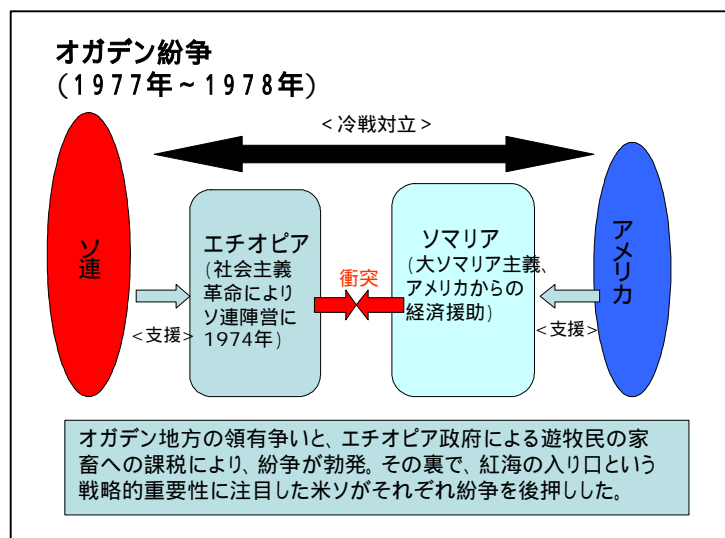 オガデン紛争
(1977年~1978年)
<冷戦対立>
ソ連
エチオピア
(社会主義
革命により
ソ連陣営に
1974年)
<支援>
衝突
ソマリア
(大ソマリア主義、
アメリカからの
経済援助)
<支援>
アメリカ
オガデン地方の領有争いと、エチオピア政府による遊牧民の家
畜への課税により、紛争が勃発。その裏で、紅海の入り口という
戦略的重要性に注目した米ソがそれぞれ紛争を後押しした。